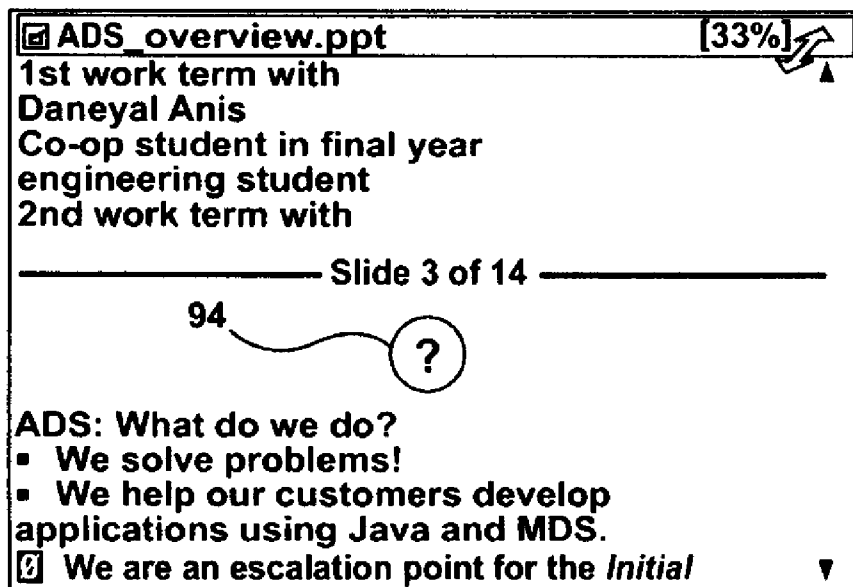 ADS_overview.ppt [33%]
1st work term with
Daneyal Anis
Co-op student in final year
engineering student
2nd work term with
Slide 3 of 14
94
?
ADS: What do we do?
▪ We solve problems!
▪ We help our customers develop
applications using Java and MDS.
We are an escalation point for the Initial